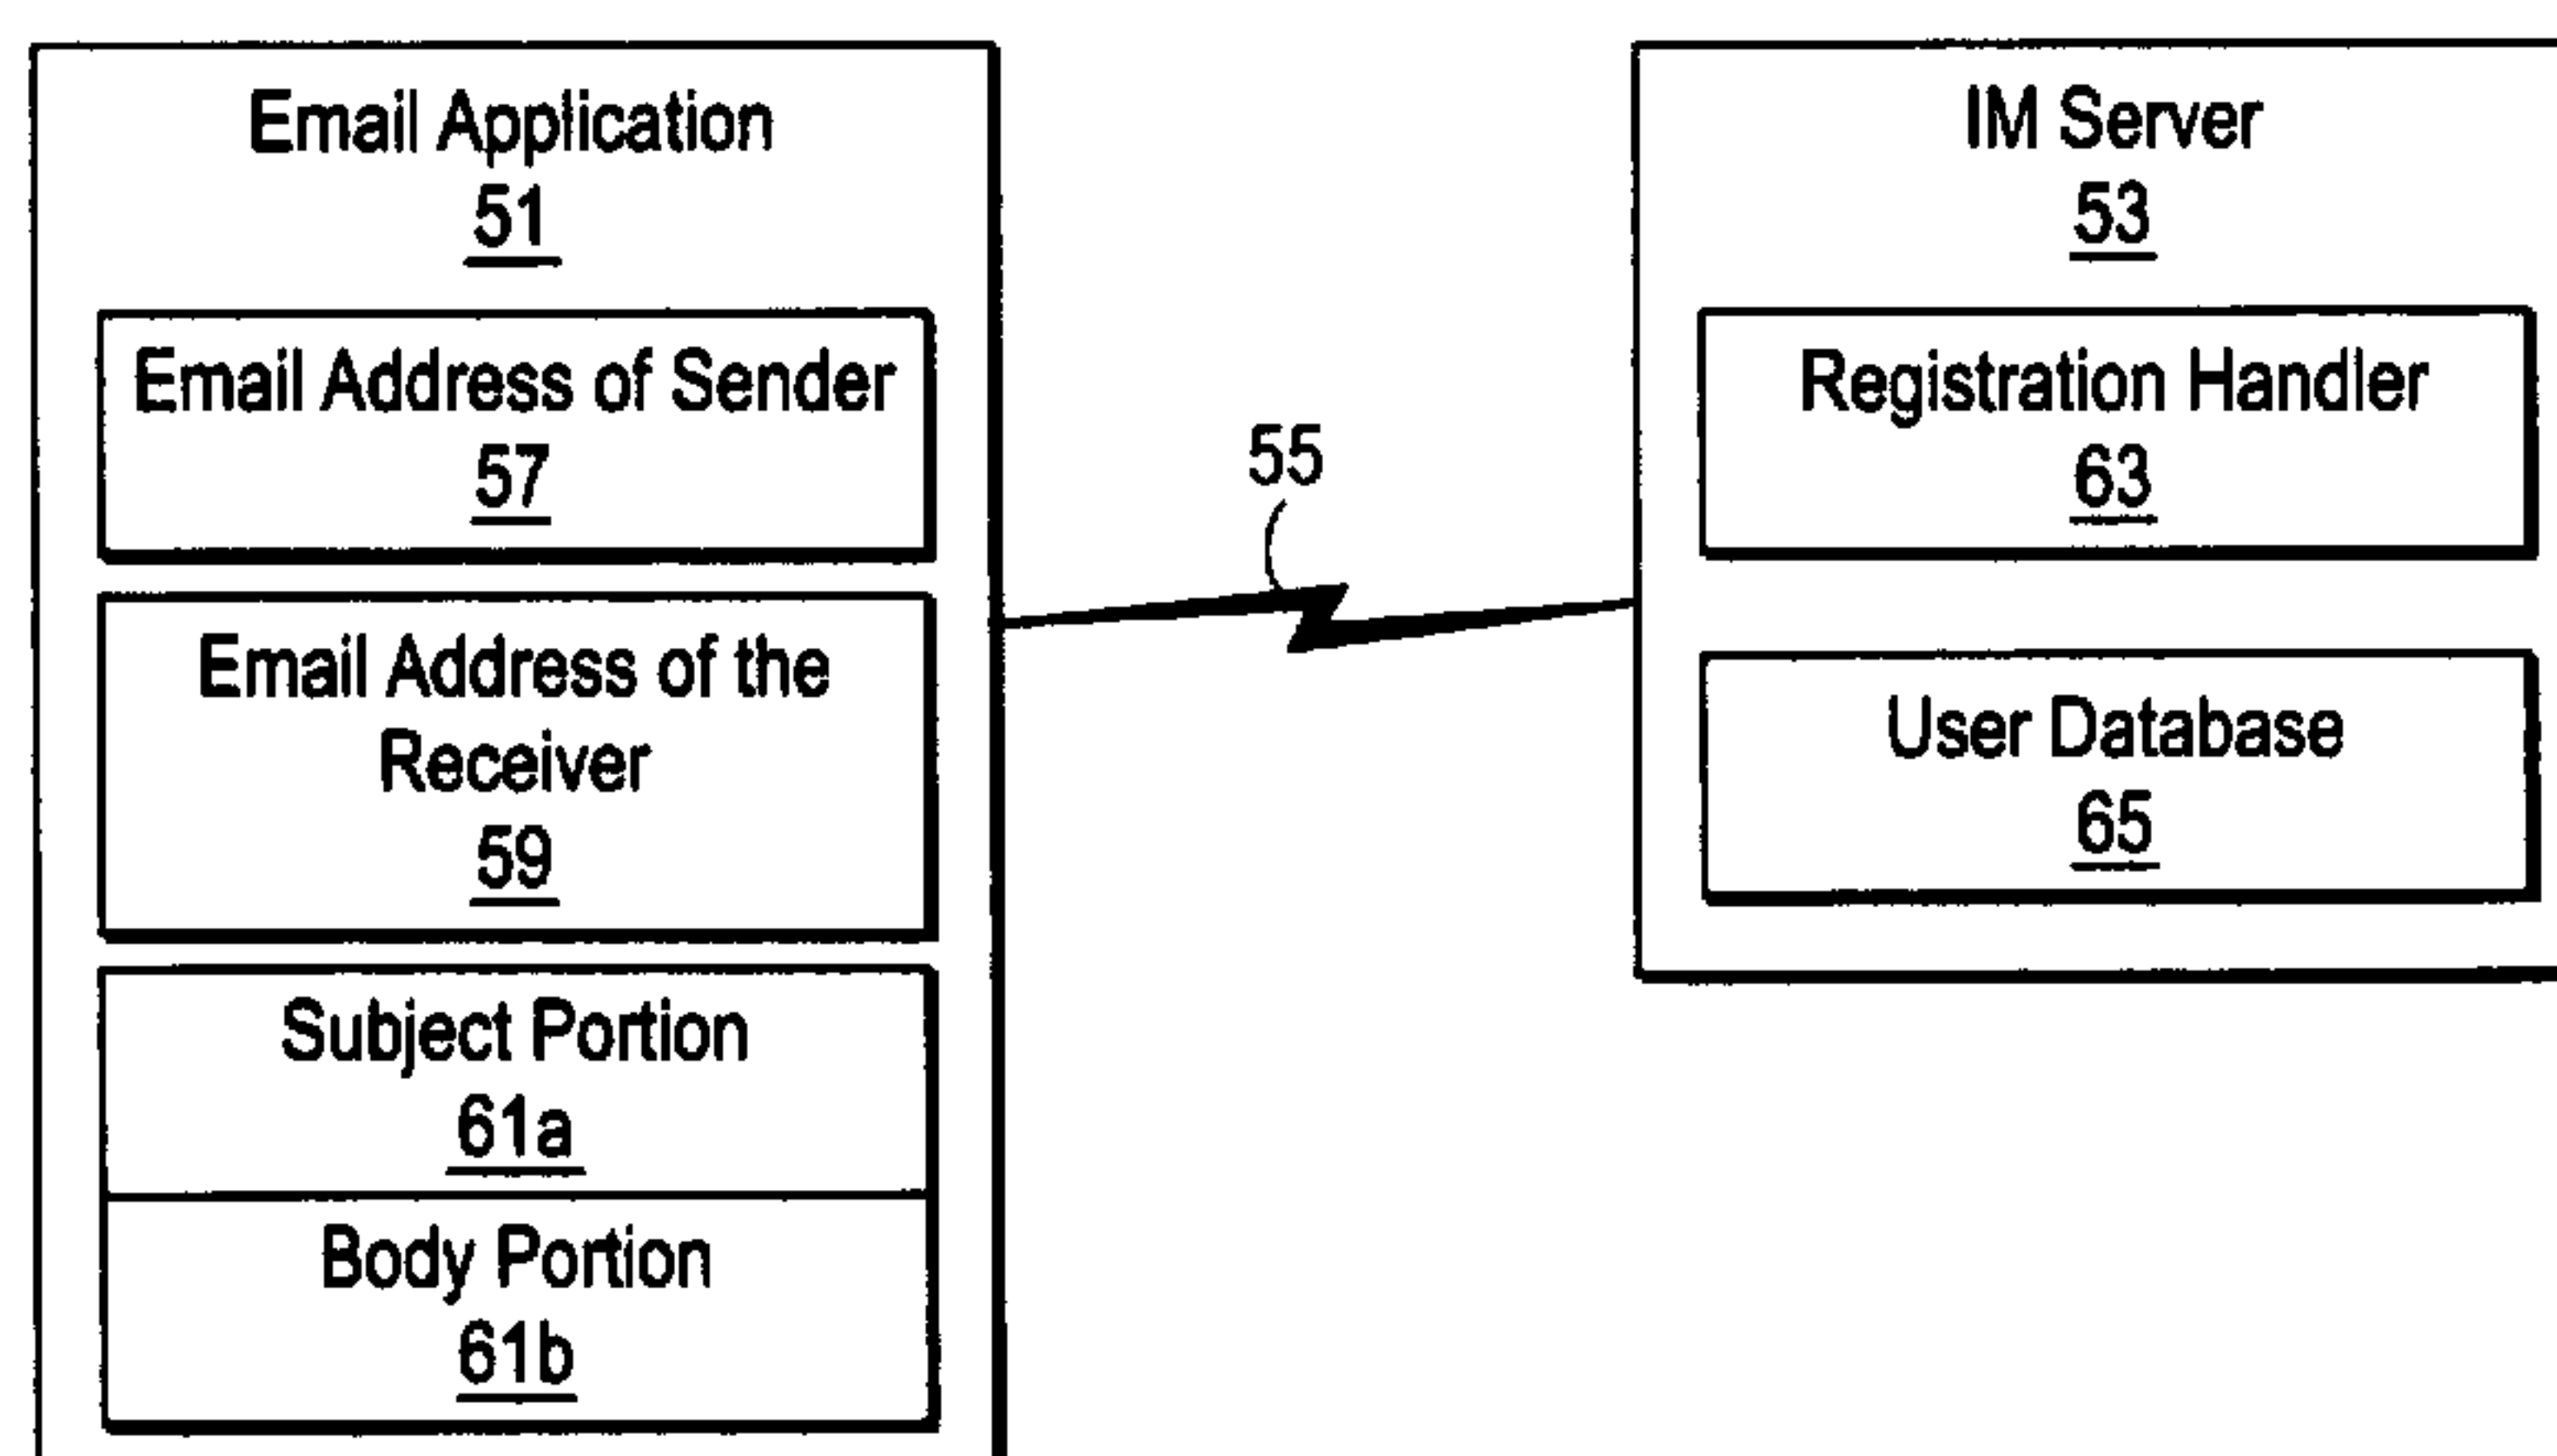 Email Application
51
Email Address of Sender
57
Email Address of the
Receiver
59
Subject Portion
61a
Body Portion
61b
55
IM Server
53
Registration Handler
63
User Database
65